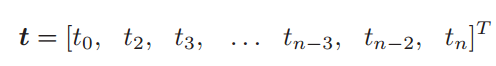 t = [t₀, t₂, t₃, … tₙ₋₃, tₙ₋₂, tₙ]ᵀ